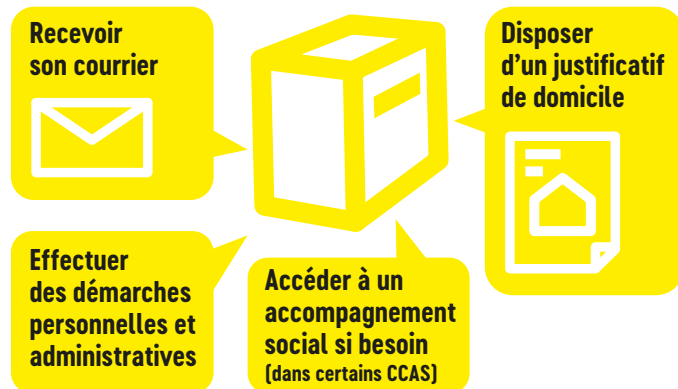 Recevoir
son courrier
Disposer
d'un justificatif
de domicile
Effectuer
des démarches
personnelles et
administratives
Accéder à un
accompagnement
social si besoin
(dans certains CCAS)